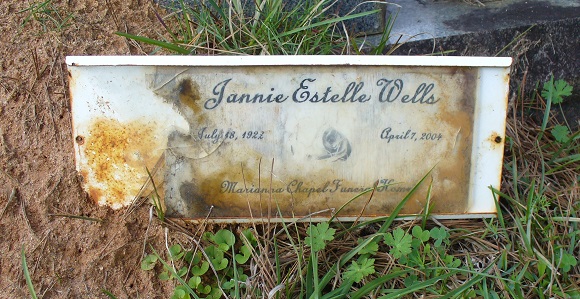 Jannie Estelle Wells
July 18, 1922 April 7, 2004
Marianna Chapel Funeral Home